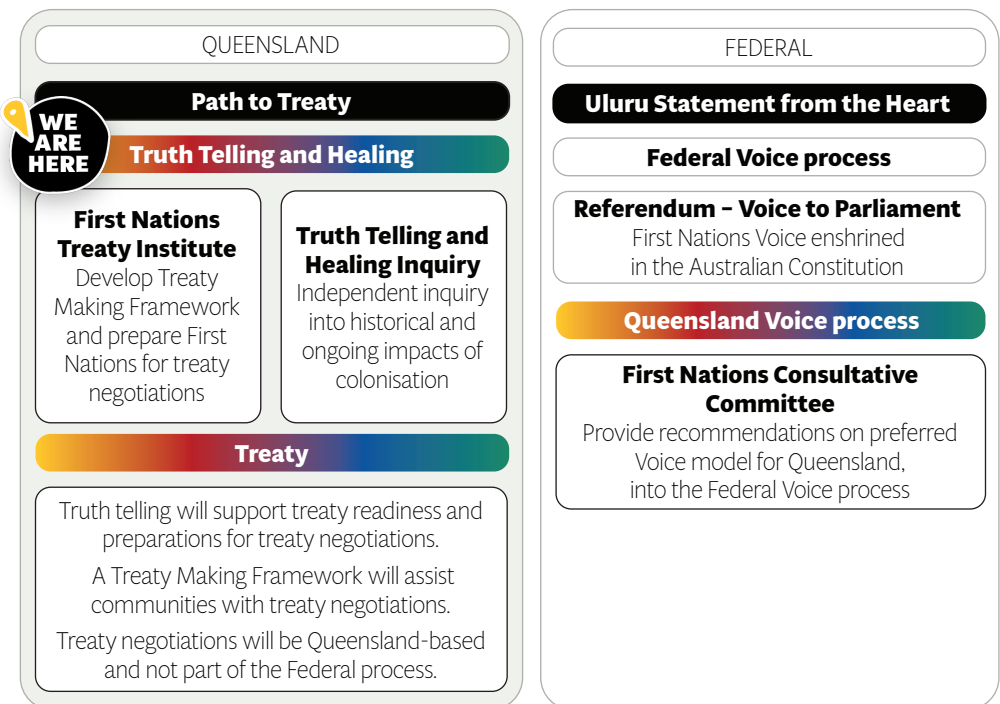 QUEENSLAND
Path to Treaty
WE
ARE
HERE
Truth Telling and Healing
First Nations
Treaty Institute
Develop Treaty
Making Framework
and prepare First
Nations for treaty
negotiations
Truth Telling and
Healing Inquiry
Independent inquiry
into historical and
ongoing impacts of
colonisation
Treaty
Truth telling will support treaty readiness and
preparations for treaty negotiations.
A Treaty Making Framework will assist
communities with treaty negotiations.
Treaty negotiations will be Queensland-based
and not part of the Federal process.
FEDERAL
Uluru Statement from the Heart
Federal Voice process
Referendum – Voice to Parliament
First Nations Voice enshrined
in the Australian Constitution
Queensland Voice process
First Nations Consultative
Committee
Provide recommendations on preferred
Voice model for Queensland,
into the Federal Voice process